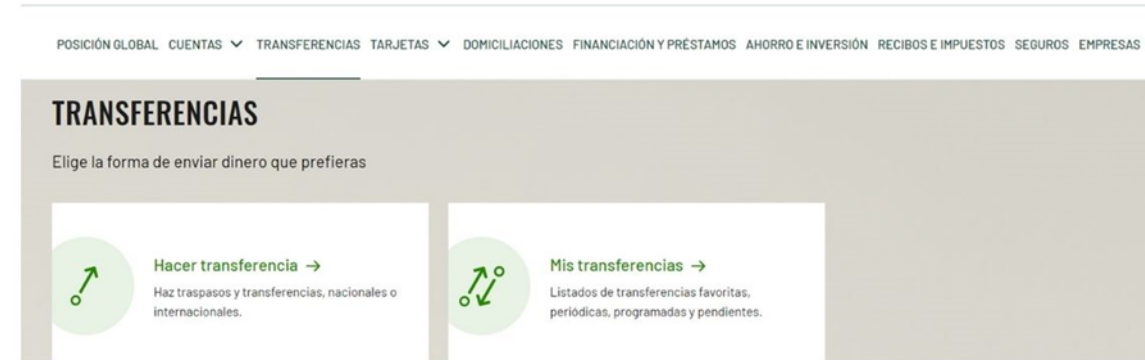 POSICIÓN GLOBAL CUENTAS TRANSFERENCIAS TARJETAS DOMICILIACIONES FINANCIACIÓN Y PRÉSTAMOS AHORRO E INVERSIÓN RECIBOS E IMPUESTOS SEGUROS EMPRESAS
TRANSFERENCIAS
Elige la forma de enviar dinero que prefieras
Hacer transferencia →
Haz traspasos y transferencias, nacionales o
internacionales.
Mis transferencias →
Listados de transferencias favoritas,
periódicas, programadas y pendientes.